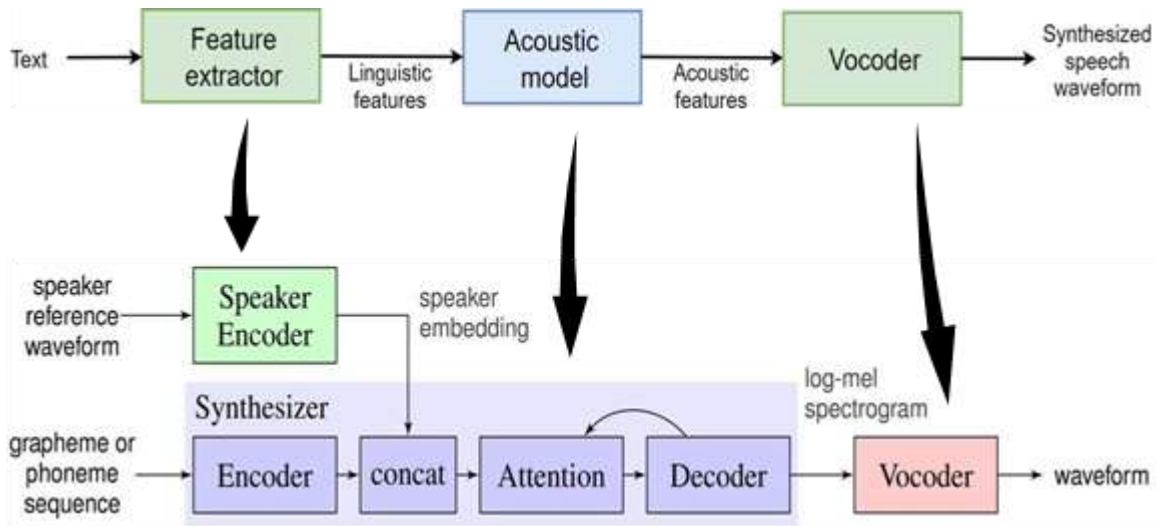 Text
Feature
extractor
Linguistic
features
Acoustic
model
Acoustic
features
Vocoder
Synthesized
speech
waveform
speaker
reference
waveform
Speaker
Encoder
speaker
embedding
log-mel
spectrogram
Synthesizer
grapheme or
phoneme
sequence
Encoder
concat
Attention
Decoder
Vocoder
waveform